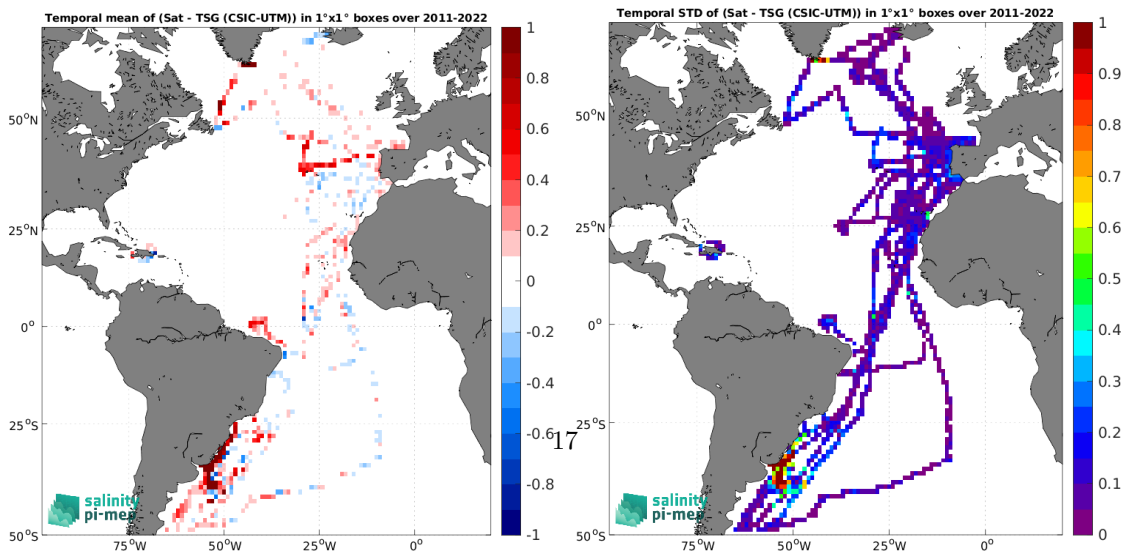 Temporal mean of (Sat - TSG (CSIC-UTM)) in 1°x1° boxes over 2011-2022
50°N
25°N
0°
25°S
50°S
75°W
50°W
25°W
0°
1
0.8
0.6
0.4
0.2
0
-0.2
-0.4
-0.6
-0.8
-1
salinity
pi-mep
17
Temporal STD of (Sat - TSG (CSIC-UTM)) in 1°x1° boxes over 2011-2022
50°N
25°N
0°
25°S
50°S
75°W
50°W
25°W
0°
1
0.9
0.8
0.7
0.6
0.5
0.4
0.3
0.2
0.1
0
salinity
pi-mep